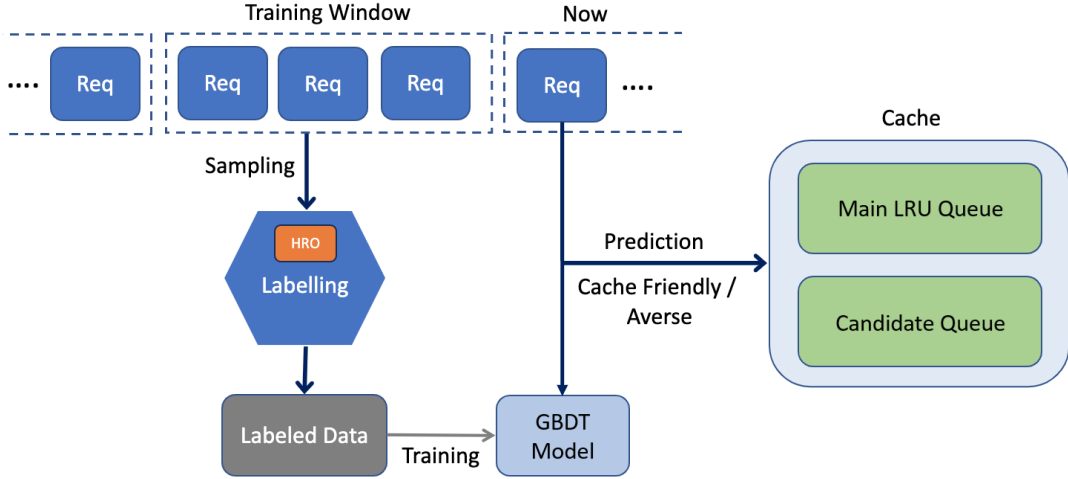 Training Window
Now
....
Req
Req
Req
Req
Req
....
Cache
Sampling
Main LRU Queue
HRO
Labelling
Prediction
Cache Friendly /
Averse
Candidate Queue
Labeled Data
Training
GBDT
Model